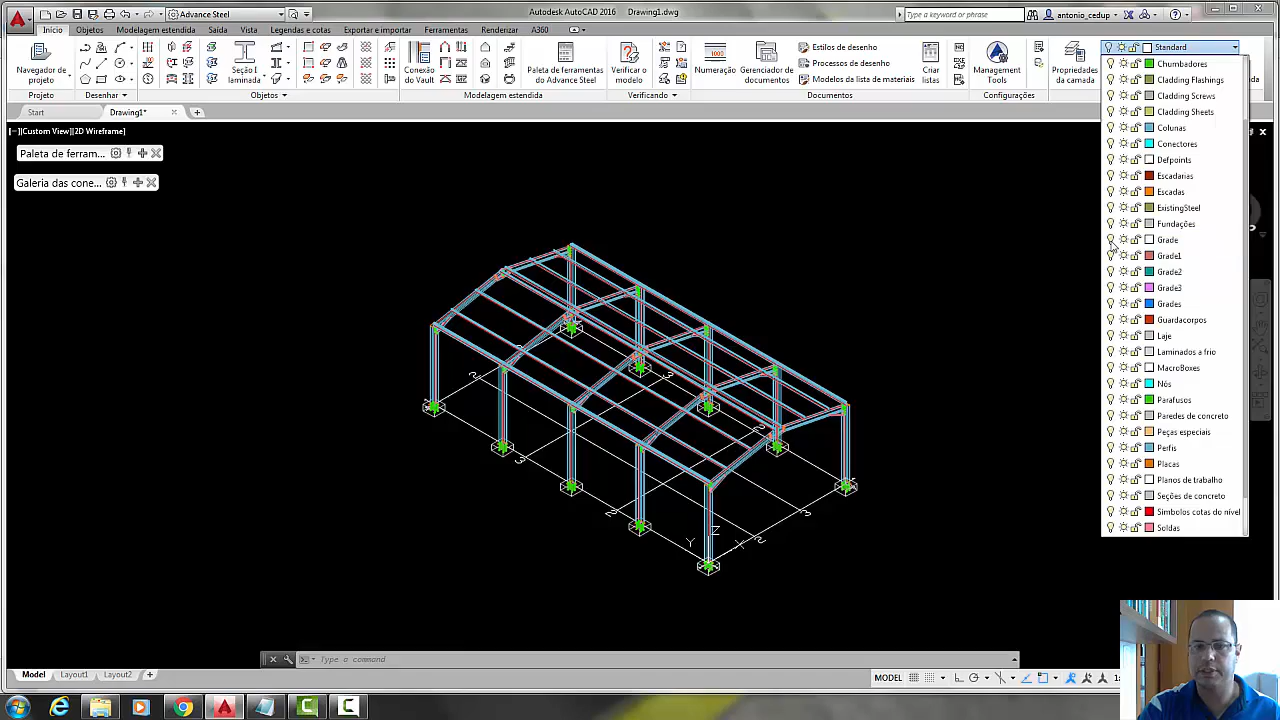 Advance Steel
Autodesk AutoCAD 2016 Drawing1.dwg
Type a keyword or phrase
antonio_cedup
Início Objetos Modelagem estendida Saída Vista Legendas e cotas Exportar e importar Ferramentas Renderizar A360
Navegador de projeto
Seção I, laminada
Conexão do Vault
Paleta de ferramentas do Advance Steel
Verificar o modelo
Numeração
Gerenciador de documentos
Estilos de desenho
Processos de desenho
Modelos da lista de materiais
Criar listas
Management Tools
Propriedades da camada
Standard
Projeto Desenhar Objetos Modelagem estendida Verificando Documentos Configurações
Start Drawing1*
[−][Custom View][2D Wireframe]
Paleta de ferram...
Galeria das cone...
Chumbadores
Cladding Flashings
Cladding Screws
Cladding Sheets
Colunas
Conectores
Defpoints
Escadarias
Escadas
ExistingSteel
Fundações
Grade
Grade1
Grade2
Grade3
Grades
Guardacorpos
Laje
Laminados a frio
MacroBoxes
Nós
Parafusos
Paredes de concreto
Peças especiais
Perfis
Placas
Planos de trabalho
Seções de concreto
Símbolos cotas do nível
Soldas
Z
Y
X
Type a command
Model Layout1 Layout2
MODEL